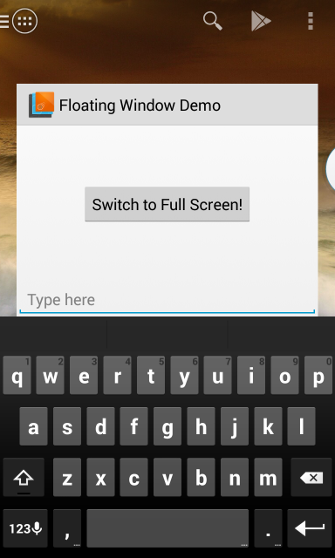 Floating Window Demo
Switch to Full Screen!
Type here
1 2 3 4 5 6 7 8 9 0
q w e r t y u i o p
a s d f g h j k l
z x c v b n m
123 , ... ... . ...